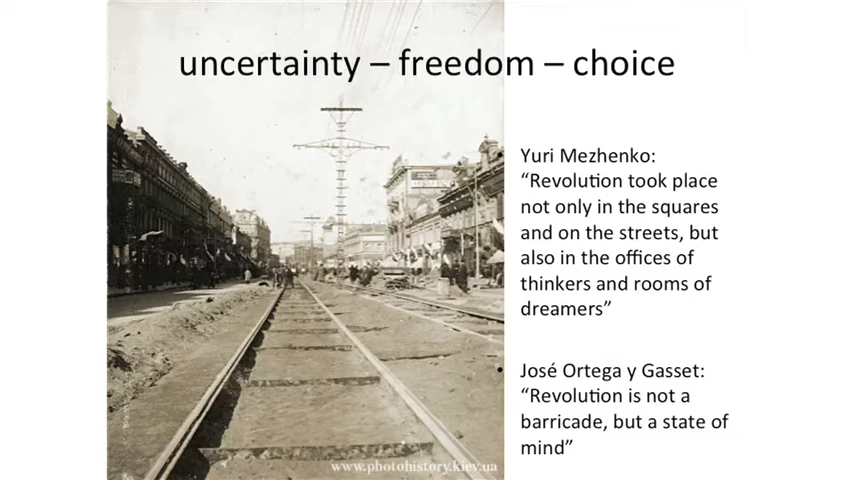 uncertainty – freedom – choice
Yuri Mezhenko:
“Revolution took place
not only in the squares
and on the streets, but
also in the offices of
thinkers and rooms of
dreamers”
• José Ortega y Gasset:
“Revolution is not a
barricade, but a state of
mind”
www.photohistory.kiev.ua